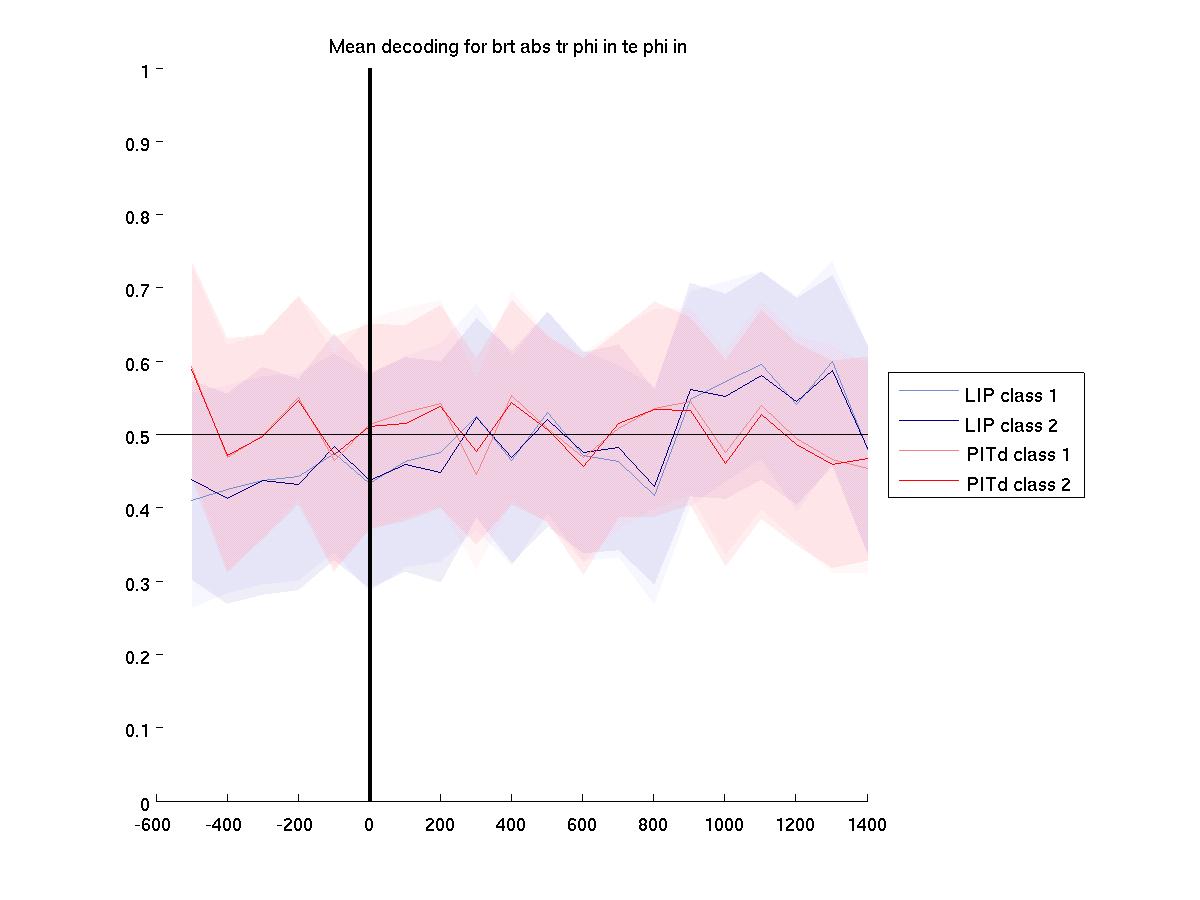 Mean decoding for brt abs tr phi in te phi in
1
0.9
0.8
0.7
0.6
0.5
0.4
0.3
0.2
0.1
0
-600 -400 -200 0 200 400 600 800 1000 1200 1400
LIP class 1
LIP class 2
PITd class 1
PITd class 2